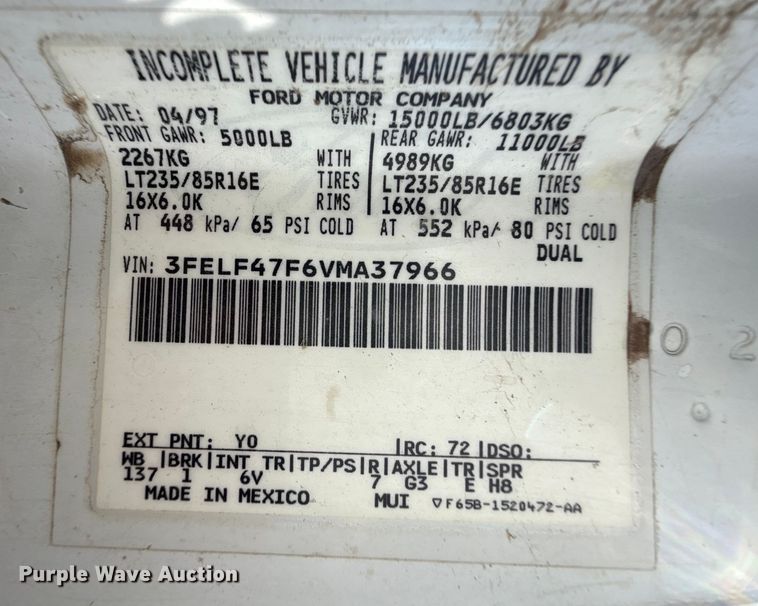 INCOMPLETE VEHICLE MANUFACTURED BY
FORD MOTOR COMPANY
DATE: 04/97 GVWR: 15000LB/6803KG
FRONT GAWR: 5000LB REAR GAWR: 11000LB
2267KG WITH 4989KG WITH
LT235/85R16E TIRES LT235/85R16E TIRES
16X6.0K RIMS 16X6.0K RIMS
AT 448 kPa/ 65 PSI COLD AT 552 kPa/ 80 PSI COLD
DUAL
VIN: 3FELF47F6VMA37966
0 2
EXT PNT: YO |RC: 72 |DSO:
WB |BRK|INT TR|TP/PS|R|AXLE|TR|SPR
137 1 6V 7 G3 E H8
MADE IN MEXICO MUI ▽F65B-1520472-AA
Purple Wave Auction